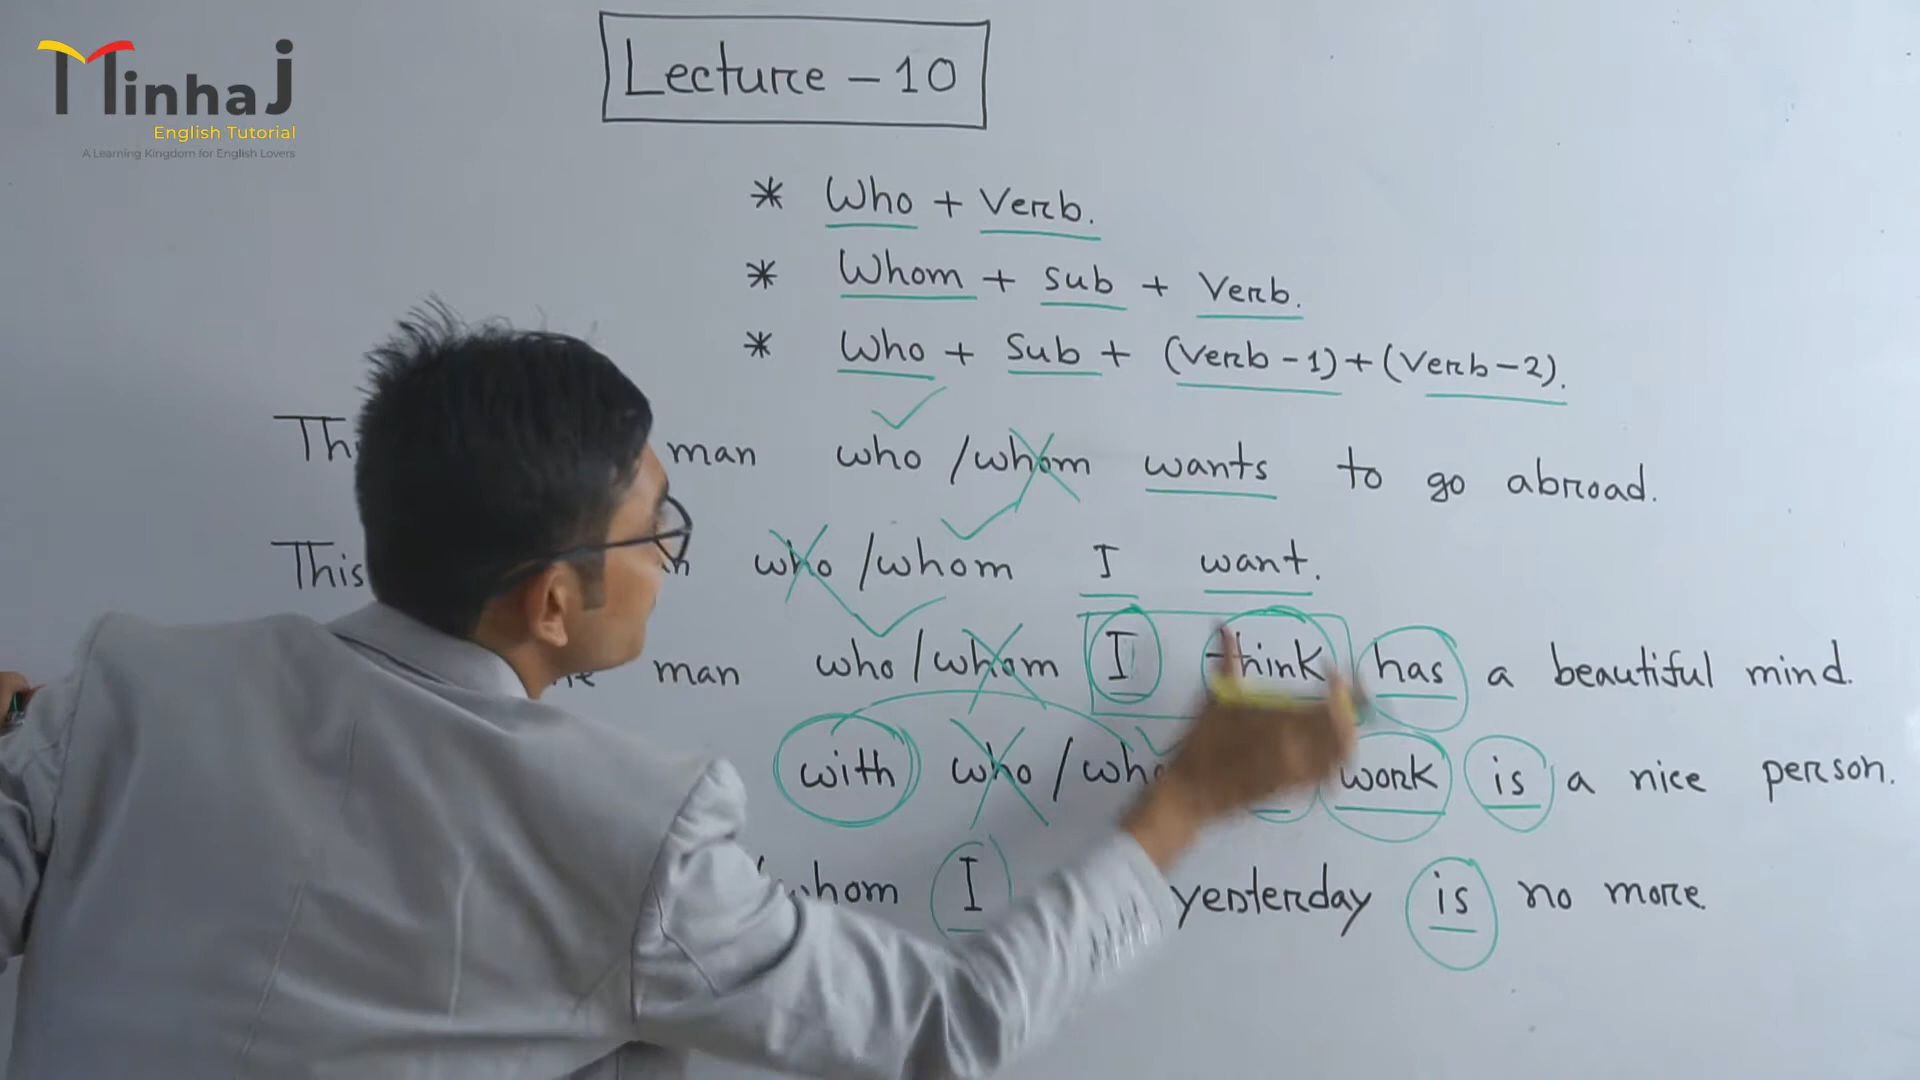 Minhaj
English Tutorial
A Learning Kingdom for English Lovers
Lecture - 10
* Who + Verb.
* Whom + Sub + Verb.
* Who + Sub + (Verb-1) + (Verb-2).
man who / whom wants to go abroad.
This who / whom I want.
man who / whom I think has a beautiful mind.
with who / work is a nice person.
whom I yesterday is no more.